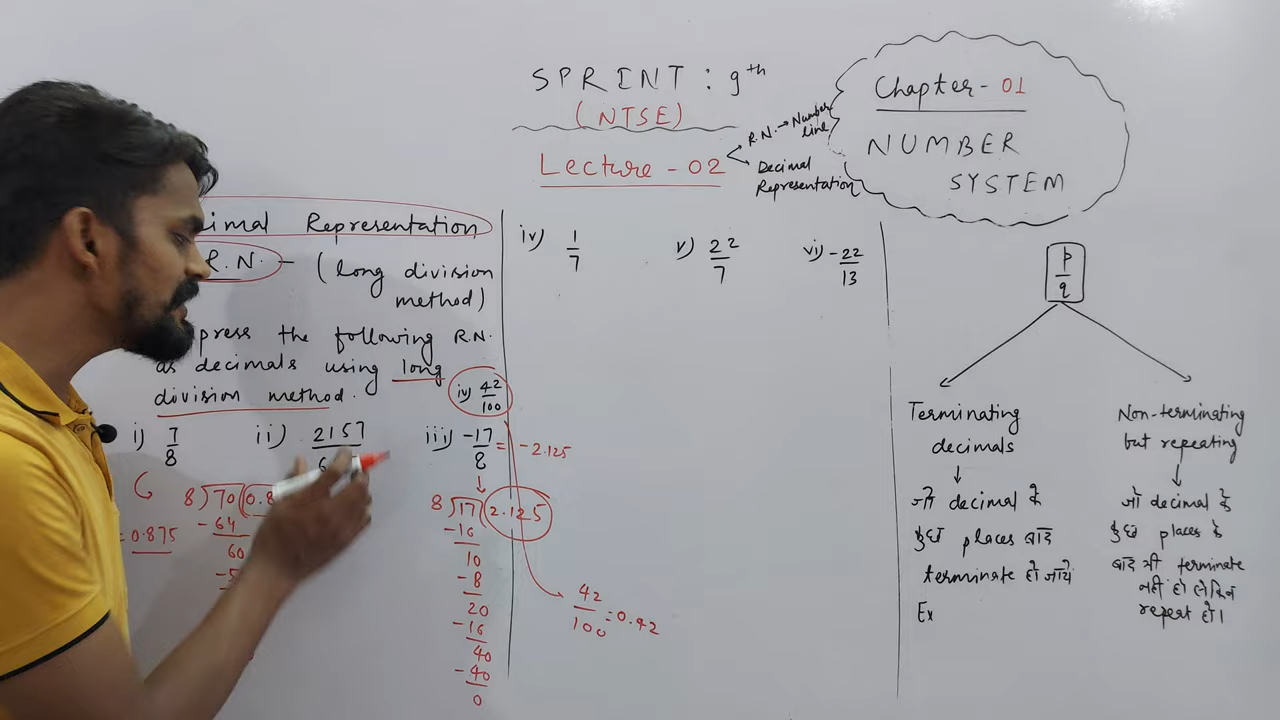 SPRINT : 9th
(NTSE)
Lecture - 02
R.N. → Number line
Decimal Representation
Chapter - 01
NUMBER
SYSTEM
imal Representation
R.N. - (long division
method)
press the following R.N.
as decimals using long
division method.
iv) 42/100
i) 7/8
ii) 2157
iii) -17/8 = -2.125
8)70(0.8
-64
60
-5
= 0.875
8)17(2.125
-16
10
-8
20
-16
40
-40
0
42/100 = 0.42
iv) 1/7
v) 22/7
vi) -22/13
p/q
Terminating
decimals
जो decimal के
कुछ places बाद
terminate हो जाये
Ex
Non-terminating
but repeating
जो decimal के
कुछ places के
बाद भी terminate
नहीं हो लेकिन
repeat हो।